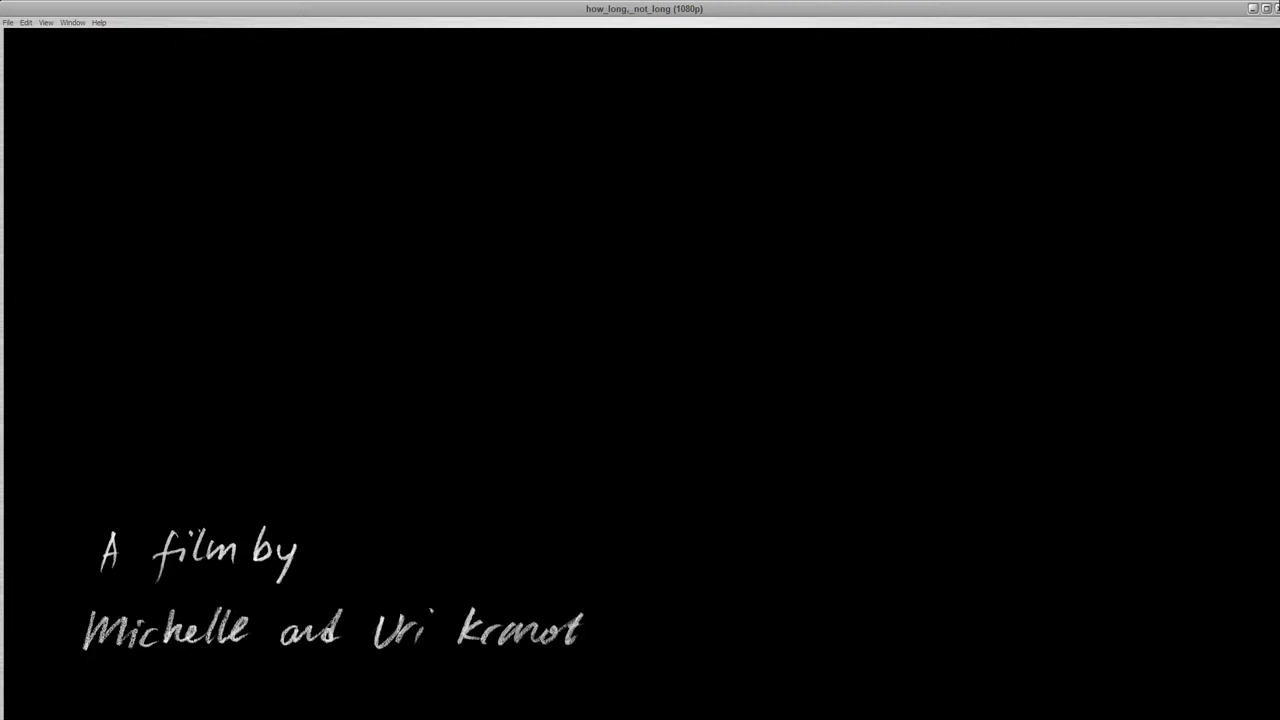 how_long,_not_long (1080p)
File Edit View Window Help
A film by
Michelle and Uri Kranot